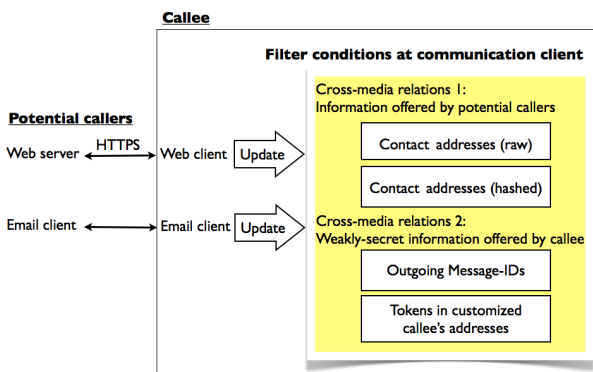 Callee
Filter conditions at communication client
Cross-media relations 1:
Information offered by potential callers
Potential callers
Web server
HTTPS
Web client
Update
Contact addresses (raw)
Contact addresses (hashed)
Email client
Email client
Update
Cross-media relations 2:
Weakly-secret information offered by callee
Outgoing Message-IDs
Tokens in customized
callee's addresses